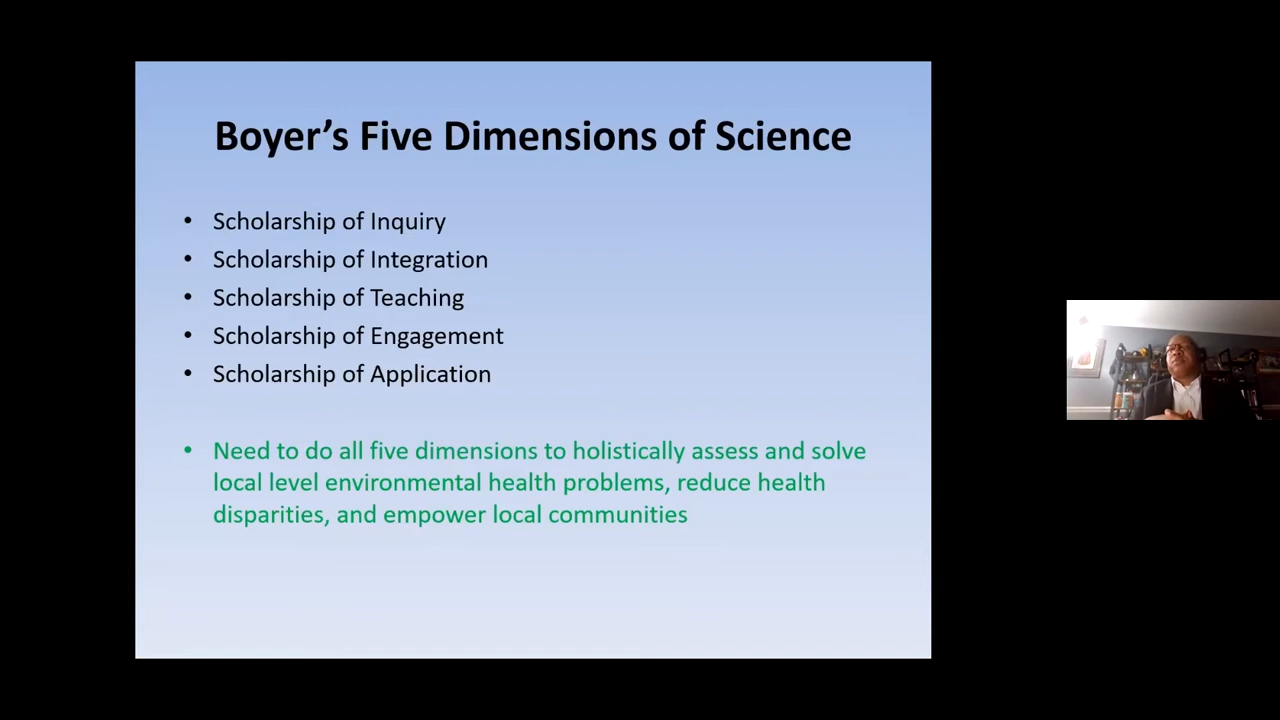 Boyer’s Five Dimensions of Science
• Scholarship of Inquiry
• Scholarship of Integration
• Scholarship of Teaching
• Scholarship of Engagement
• Scholarship of Application
• Need to do all five dimensions to holistically assess and solve
local level environmental health problems, reduce health
disparities, and empower local communities